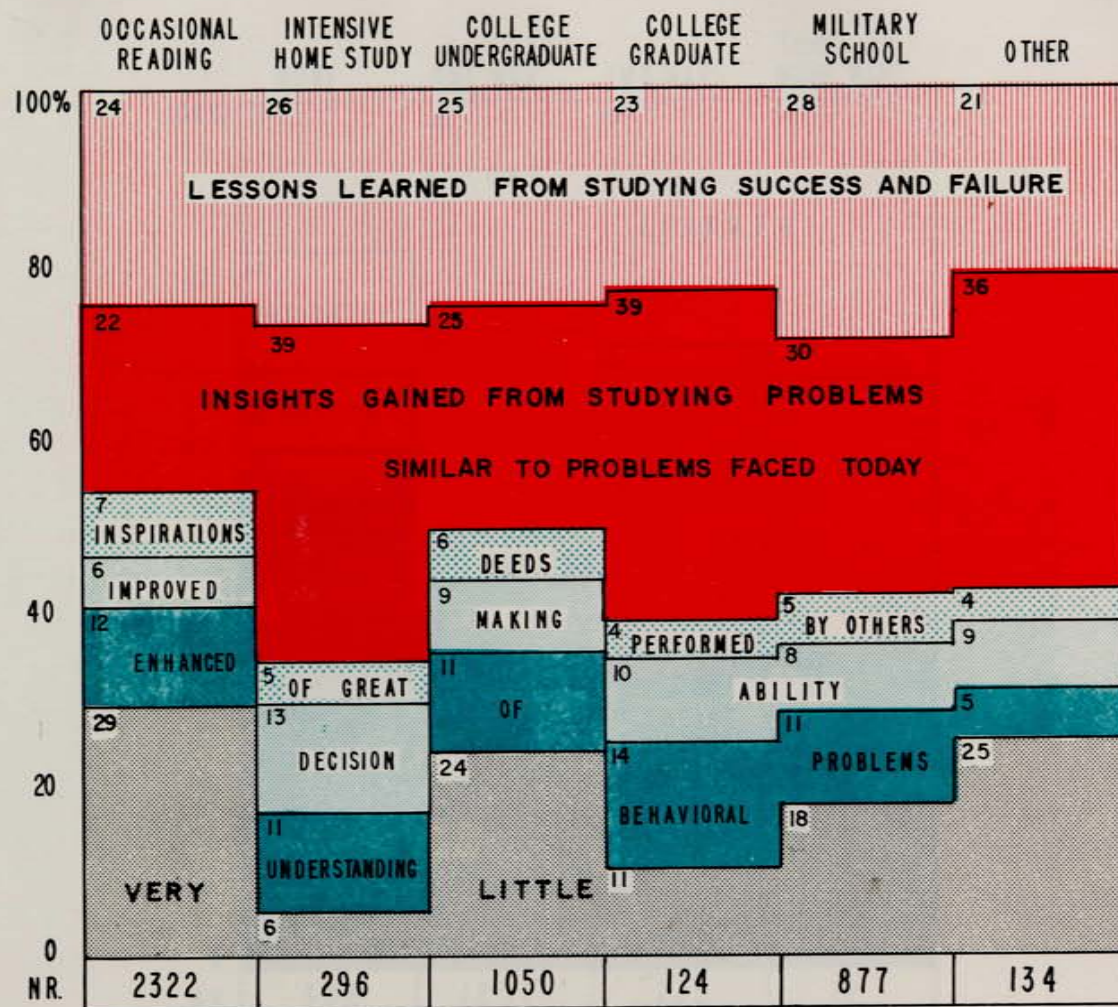 OCCASIONAL INTENSIVE COLLEGE COLLEGE MILITARY
READING HOME STUDY UNDERGRADUATE GRADUATE SCHOOL OTHER
100% 24 26 25 23 28 21
LESSONS LEARNED FROM STUDYING SUCCESS AND FAILURE
80
22 39 25 39 30 36
INSIGHTS GAINED FROM STUDYING PROBLEMS
60
SIMILAR TO PROBLEMS FACED TODAY
7
INSPIRATIONS
6 6
IMPROVED DEEDS
40 12 9 4 5 4
MAKING PERFORMED BY OTHERS
ENHANCED 11 10 8 9
5 OF GREAT OF ABILITY
29 13 11 5
DECISION 24 14 PROBLEMS 25
20
11 BEHAVIORAL 18
UNDERSTANDING
VERY LITTLE 11
6
0
NR. 2322 296 1050 124 877 134